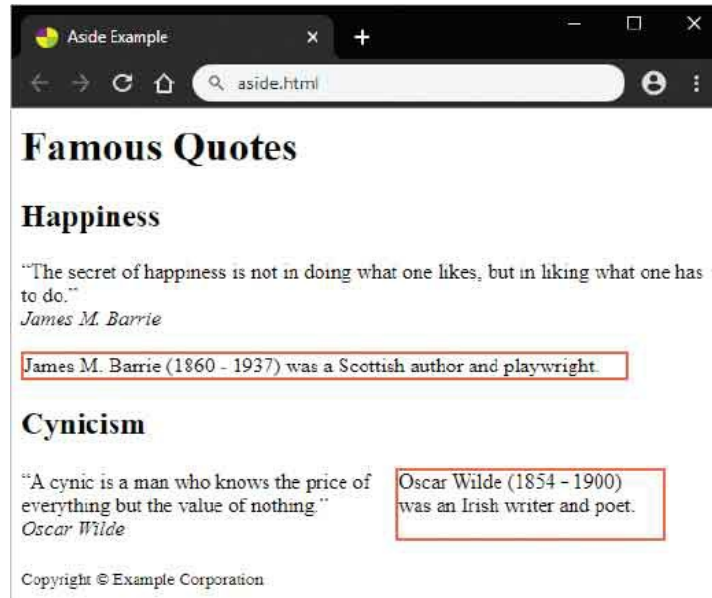 Aside Example
aside.html
Famous Quotes
Happiness
“The secret of happiness is not in doing what one likes, but in liking what one has
to do.”
James M. Barrie
James M. Barrie (1860 - 1937) was a Scottish author and playwright.
Cynicism
“A cynic is a man who knows the price of
everything but the value of nothing.”
Oscar Wilde
Oscar Wilde (1854 - 1900)
was an Irish writer and poet.
Copyright © Example Corporation